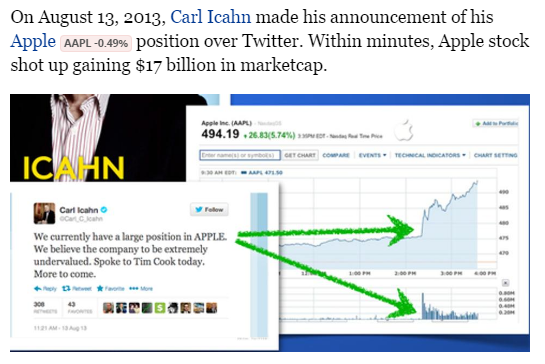 On August 13, 2013, Carl Icahn made his announcement of his
Apple AAPL -0.49% position over Twitter. Within minutes, Apple stock
shot up gaining $17 billion in marketcap.
ICAHN
Apple Inc. (AAPL) - NasdaqGS
494.19 26.83(5.74%) 3:30PM EDT - Nasdaq Real Time Price
Add to Portfolio
Enter name(s) or symbol(s) GET CHART COMPARE EVENTS TECHNICAL INDICATORS CHART SETTING
9:30 AM EDT: AAPL 471.50
490
485
480
475
470
1:00 PM 2:00 PM 3:00 PM 4:00 PM
0.80M
0.60M
0.40M
0.20M
Carl Icahn
@Carl_C_Icahn
Follow
We currently have a large position in APPLE.
We believe the company to be extremely
undervalued. Spoke to Tim Cook today.
More to come.
Reply Retweet Favorite More
308 43
RETWEETS FAVORITES
11:21 AM - 13 Aug 13